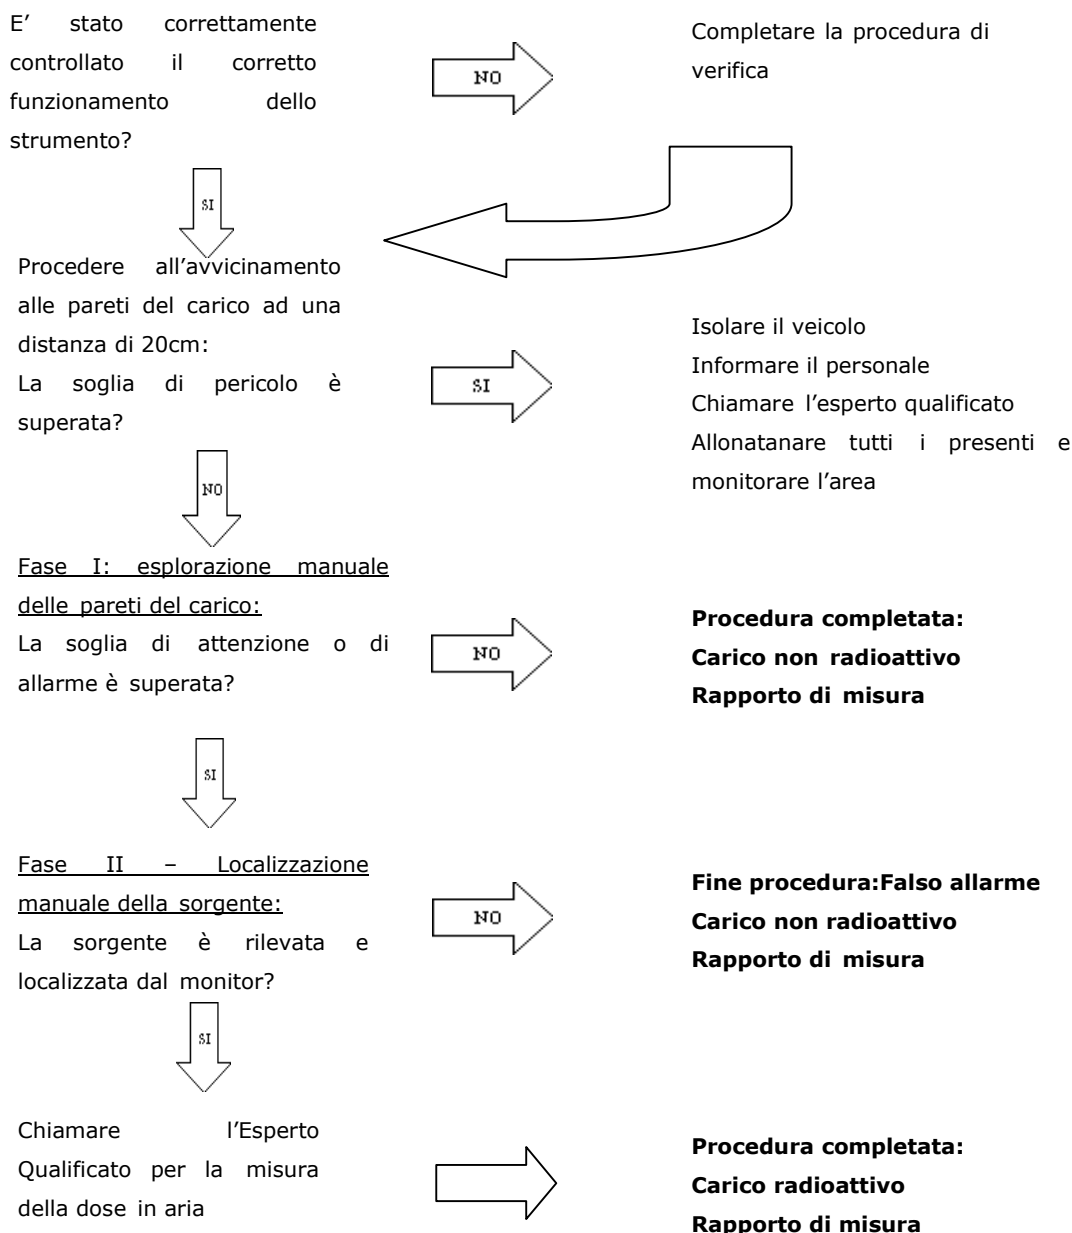 E’ stato correttamente
controllato il corretto
funzionamento dello
strumento?
NO
Completare la procedura di
verifica
SI
Procedere all’avvicinamento
alle pareti del carico ad una
distanza di 20cm:
La soglia di pericolo è
superata?
SI
Isolare il veicolo
Informare il personale
Chiamare l’esperto qualificato
Allonatanare tutti i presenti e
monitorare l’area
NO
Fase I: esplorazione manuale
delle pareti del carico:
La soglia di attenzione o di
allarme è superata?
NO
Procedura completata:
Carico non radioattivo
Rapporto di misura
SI
Fase II – Localizzazione
manuale della sorgente:
La sorgente è rilevata e
localizzata dal monitor?
NO
Fine procedura:Falso allarme
Carico non radioattivo
Rapporto di misura
SI
Chiamare l’Esperto
Qualificato per la misura
della dose in aria
Procedura completata:
Carico radioattivo
Rapporto di misura